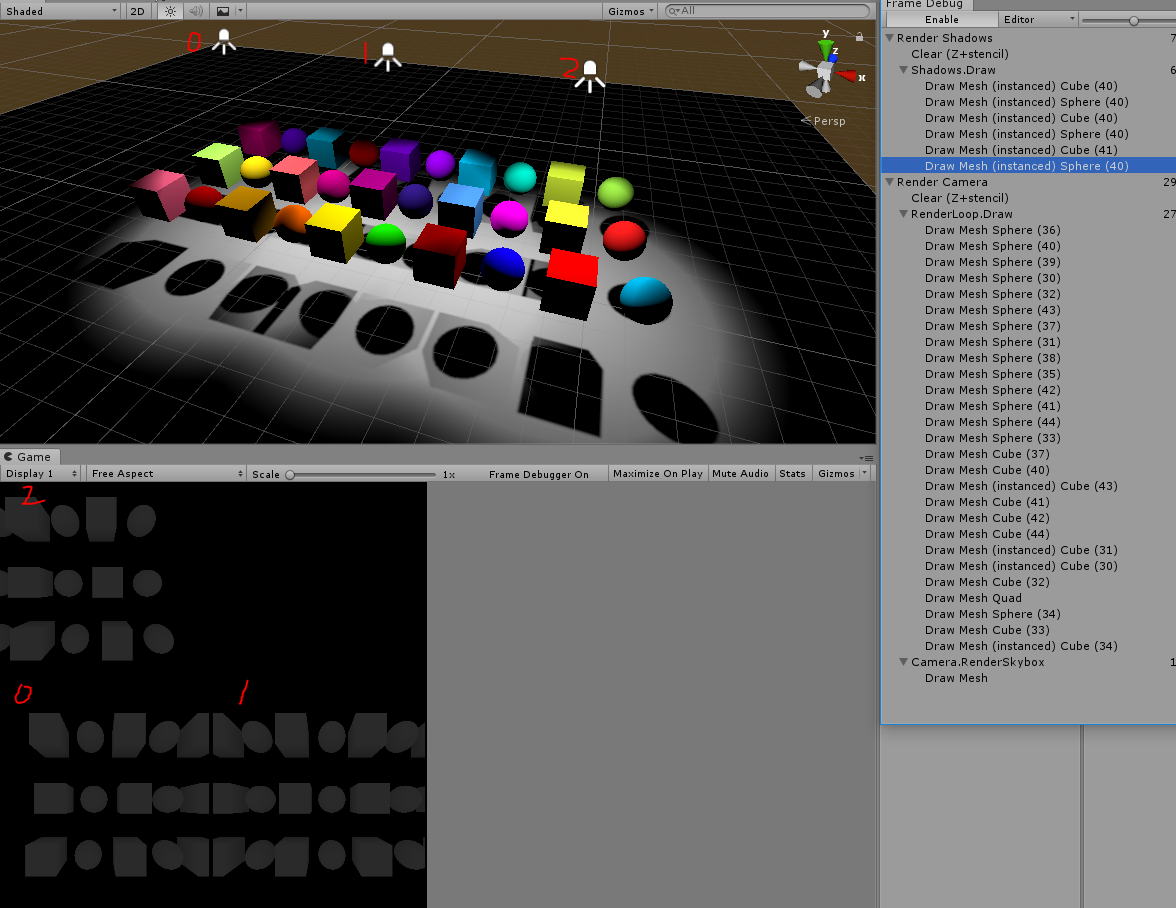 Shaded
2D
Gizmos
All
0
1
2
y
z
x
Persp
Game
Display 1
Free Aspect
Scale
1x
Frame Debugger On
Maximize On Play
Mute Audio
Stats
Gizmos
2
0
1
Frame Debug
Enable
Editor
Render Shadows 7
Clear (Z+stencil)
Shadows.Draw 6
Draw Mesh (instanced) Cube (40)
Draw Mesh (instanced) Sphere (40)
Draw Mesh (instanced) Cube (40)
Draw Mesh (instanced) Sphere (40)
Draw Mesh (instanced) Cube (41)
Draw Mesh (instanced) Sphere (40)
Render Camera 29
Clear (Z+stencil)
RenderLoop.Draw 27
Draw Mesh Sphere (36)
Draw Mesh Sphere (40)
Draw Mesh Sphere (39)
Draw Mesh Sphere (30)
Draw Mesh Sphere (32)
Draw Mesh Sphere (43)
Draw Mesh Sphere (37)
Draw Mesh Sphere (31)
Draw Mesh Sphere (38)
Draw Mesh Sphere (35)
Draw Mesh Sphere (42)
Draw Mesh Sphere (41)
Draw Mesh Sphere (44)
Draw Mesh Sphere (33)
Draw Mesh Cube (37)
Draw Mesh Cube (40)
Draw Mesh (instanced) Cube (43)
Draw Mesh Cube (41)
Draw Mesh Cube (42)
Draw Mesh Cube (44)
Draw Mesh (instanced) Cube (31)
Draw Mesh (instanced) Cube (30)
Draw Mesh Cube (32)
Draw Mesh Quad
Draw Mesh Sphere (34)
Draw Mesh Cube (33)
Draw Mesh (instanced) Cube (34)
Camera.RenderSkybox 1
Draw Mesh